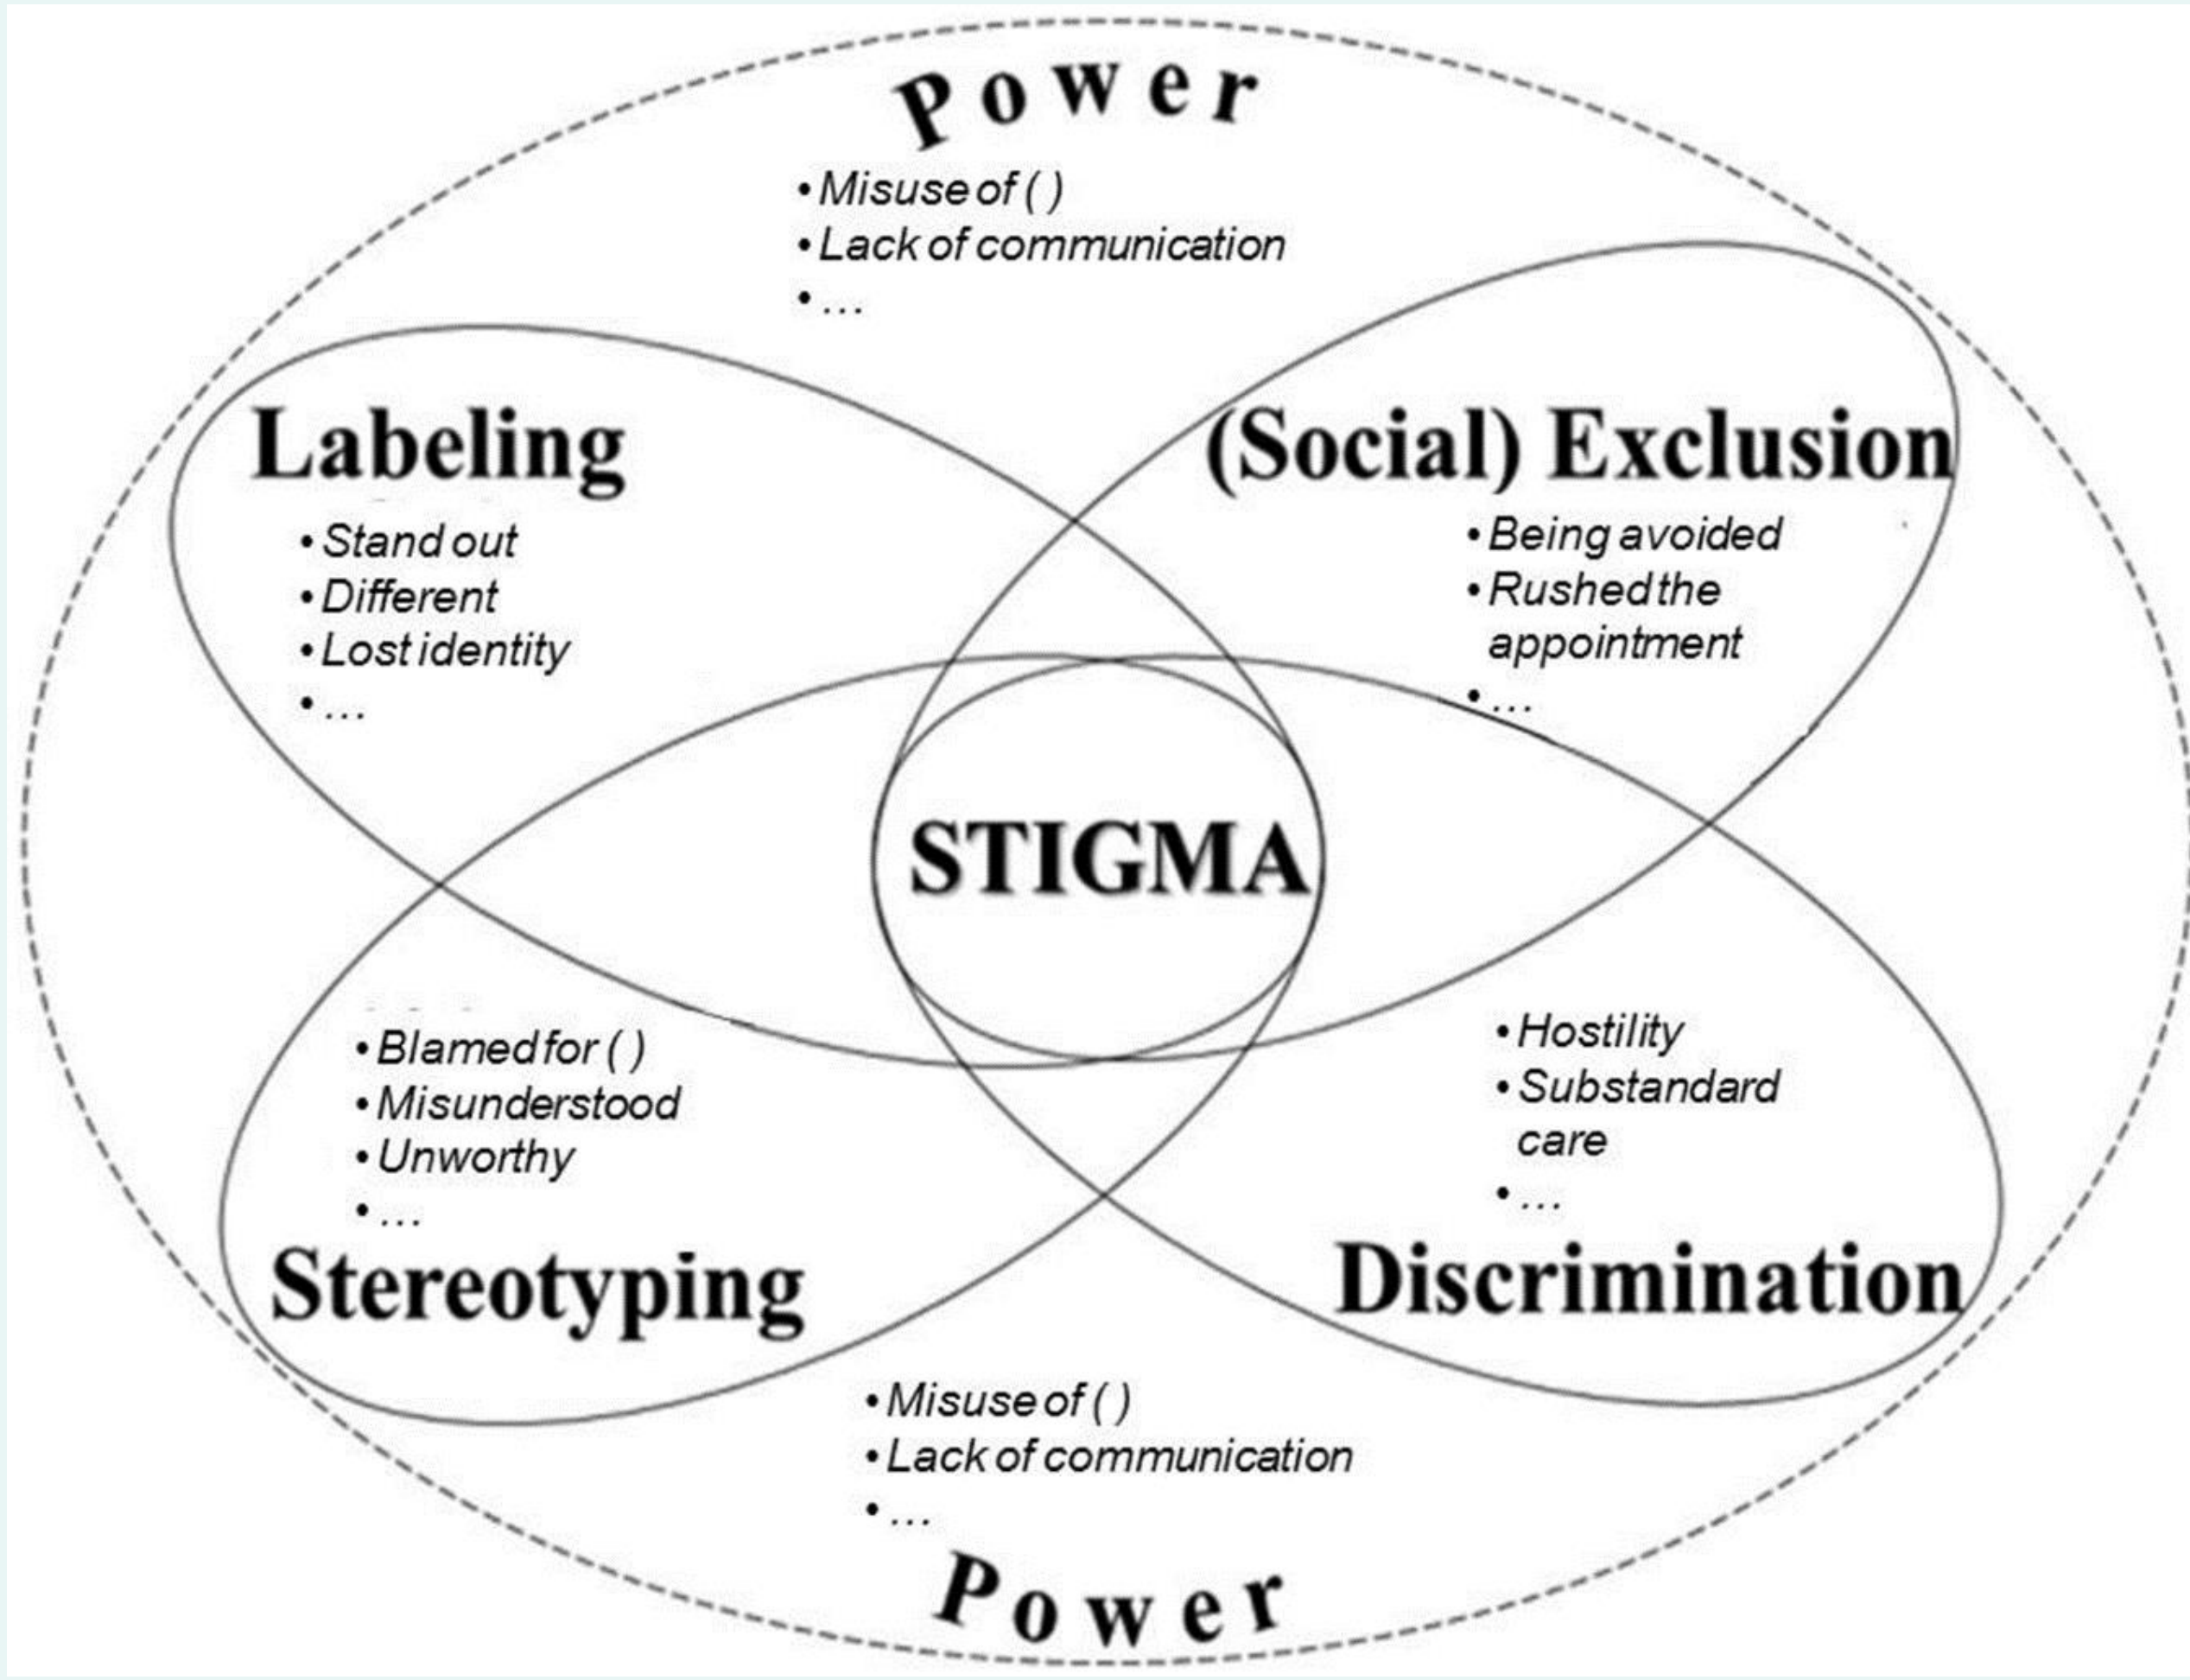 Power
• Misuse of ( )
• Lack of communication
• ...
Labeling
• Stand out
• Different
• Lost identity
• ...
(Social) Exclusion
• Being avoided
• Rushed the
appointment
• ...
STIGMA
• Blamed for ( )
• Misunderstood
• Unworthy
• ...
Stereotyping
• Hostility
• Substandard
care
• ...
Discrimination
• Misuse of ( )
• Lack of communication
• ...
Power